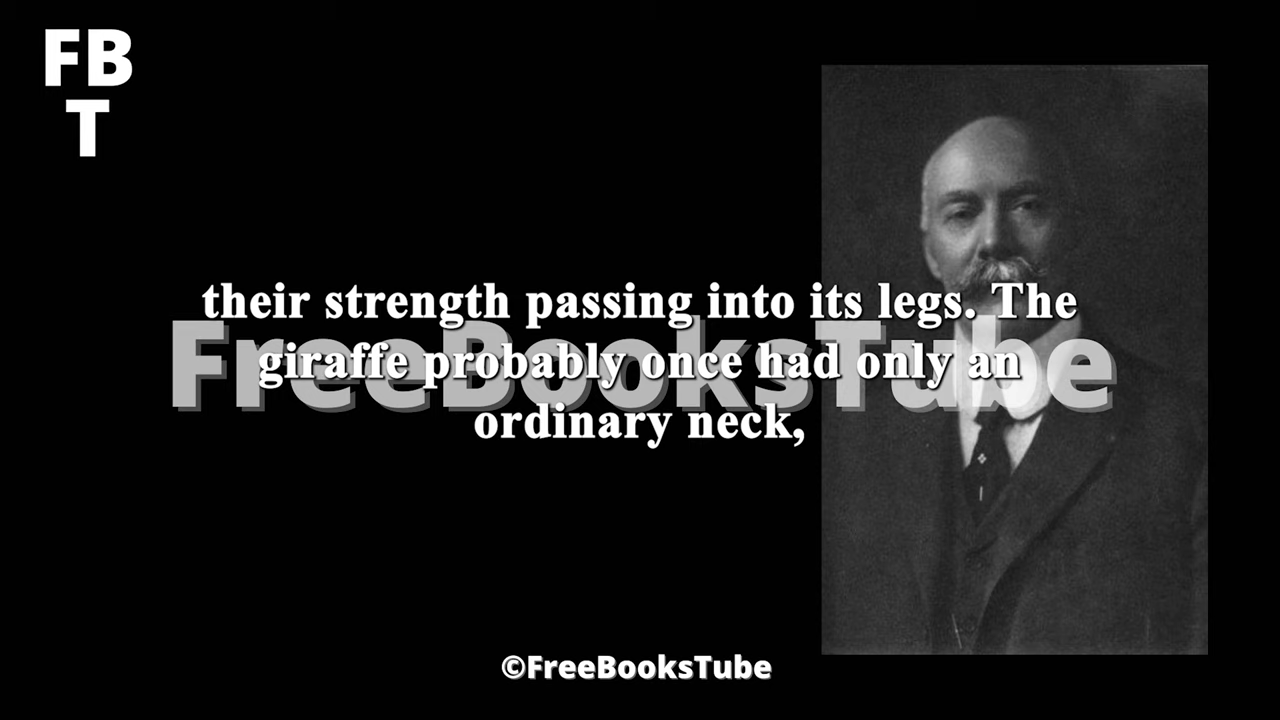 FB
T
their strength passing into its legs. The
giraffe probably once had only an
ordinary neck,
FreeBooksTube
©FreeBooksTube